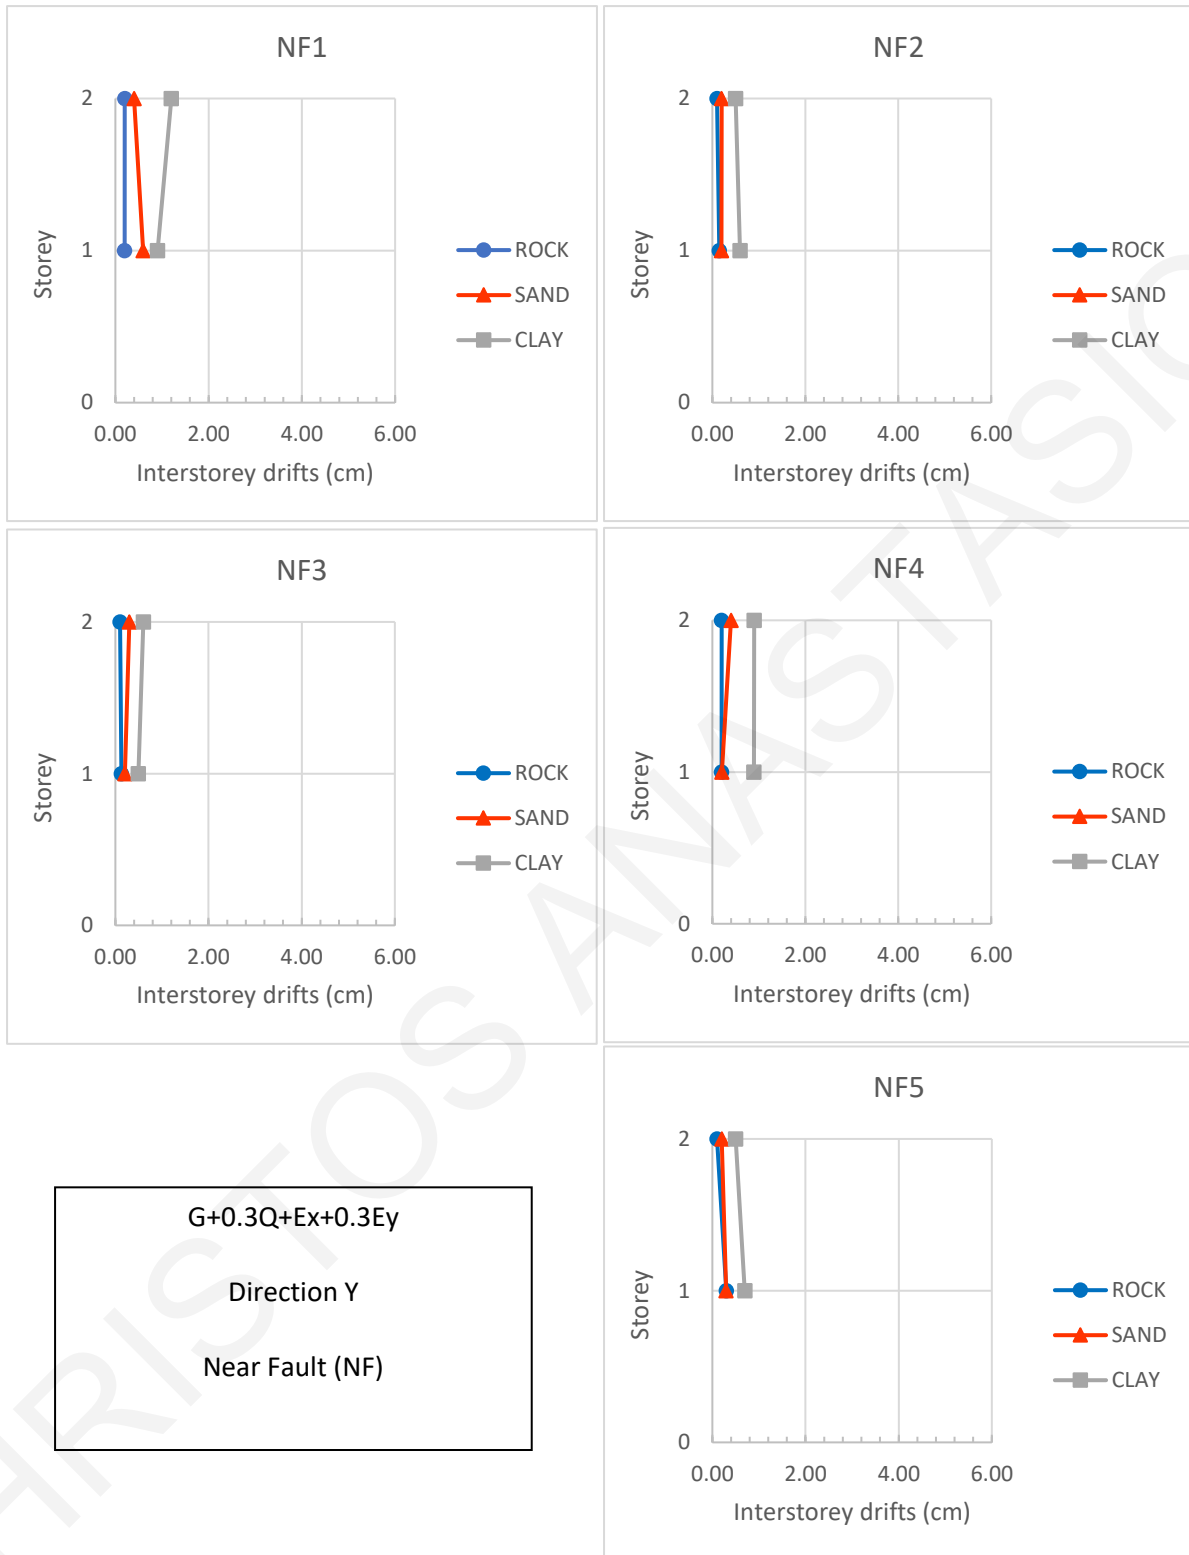 NF1
2
1
0
Storey
0.00 2.00 4.00 6.00
Interstorey drifts (cm)
ROCK
SAND
CLAY
NF2
2
1
0
Storey
0.00 2.00 4.00 6.00
Interstorey drifts (cm)
ROCK
SAND
CLAY
NF3
2
1
0
Storey
0.00 2.00 4.00 6.00
Interstorey drifts (cm)
ROCK
SAND
CLAY
NF4
2
1
0
Storey
0.00 2.00 4.00 6.00
Interstorey drifts (cm)
ROCK
SAND
CLAY
G+0.3Q+Ex+0.3Ey
Direction Y
Near Fault (NF)
NF5
2
1
0
Storey
0.00 2.00 4.00 6.00
Interstorey drifts (cm)
ROCK
SAND
CLAY
HRISTOS ANASTASIO